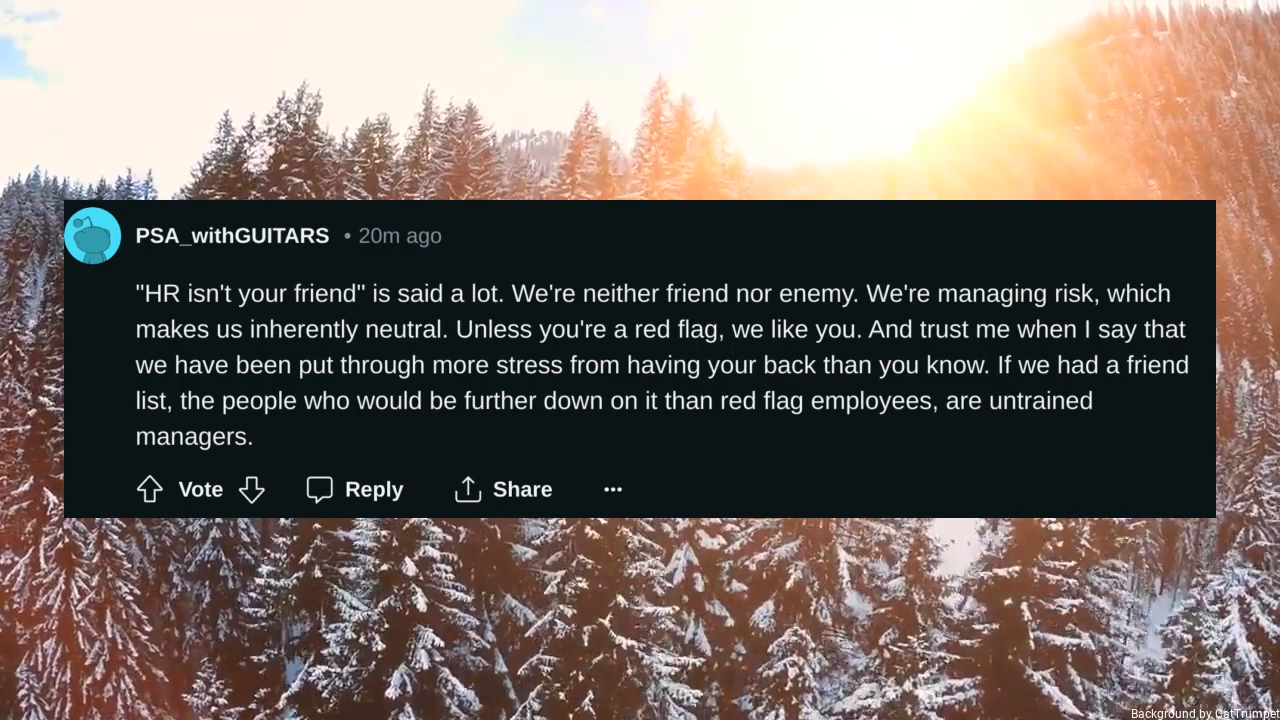 PSA_withGUITARS • 20m ago
"HR isn't your friend" is said a lot. We're neither friend nor enemy. We're managing risk, which
makes us inherently neutral. Unless you're a red flag, we like you. And trust me when I say that
we have been put through more stress from having your back than you know. If we had a friend
list, the people who would be further down on it than red flag employees, are untrained
managers.
Vote Reply Share ...
Background by CatTrumpet